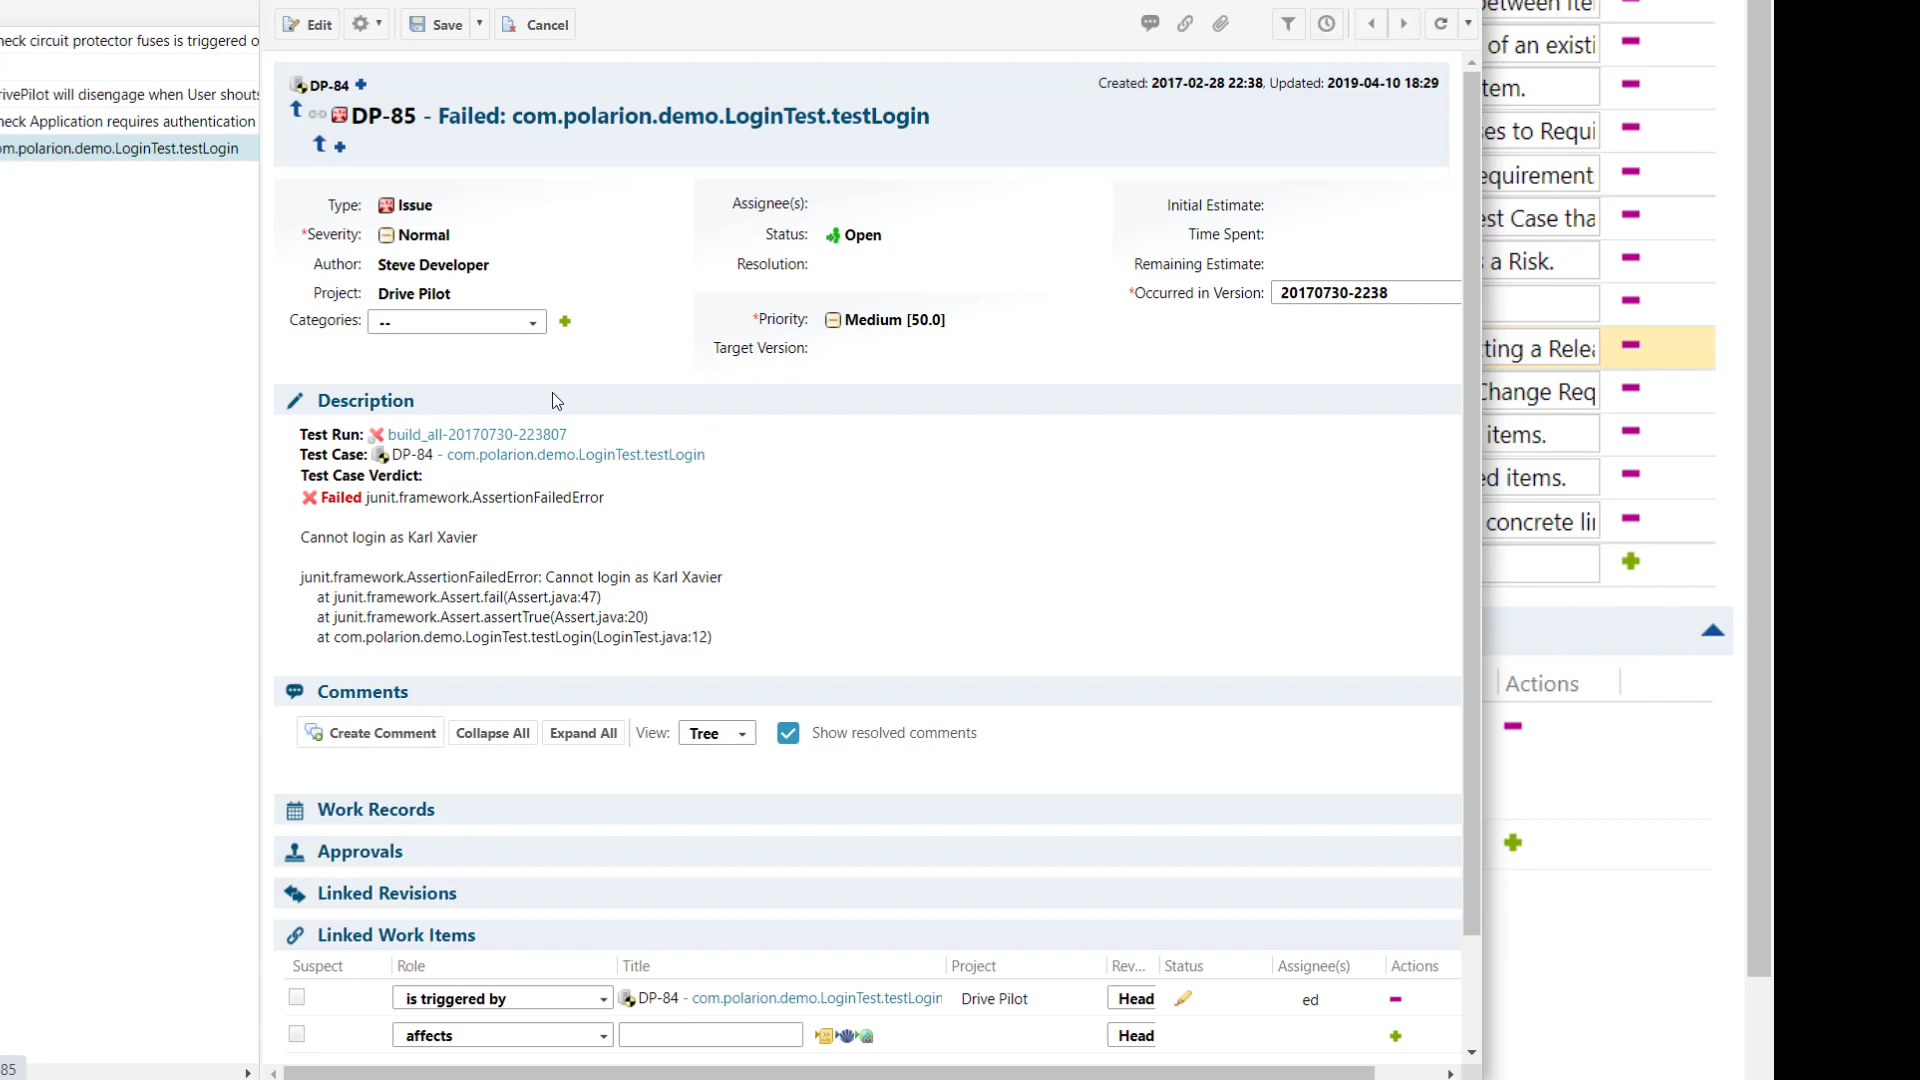 Edit
Save
Cancel
heck circuit protector fuses is triggered o
rivePilot will disengage when User shouts
heck Application requires authentication
om.polarion.demo.LoginTest.testLogin
85
DP-84
Created: 2017-02-28 22:38, Updated: 2019-04-10 18:29
DP-85 - Failed: com.polarion.demo.LoginTest.testLogin
Type: Issue
*Severity: Normal
Author: Steve Developer
Project: Drive Pilot
Categories: --
Assignee(s):
Status: Open
Resolution:
*Priority: Medium [50.0]
Target Version:
Initial Estimate:
Time Spent:
Remaining Estimate:
*Occurred in Version: 20170730-2238
Description
Test Run: build_all-20170730-223807
Test Case: DP-84 - com.polarion.demo.LoginTest.testLogin
Test Case Verdict:
Failed junit.framework.AssertionFailedError
Cannot login as Karl Xavier
junit.framework.AssertionFailedError: Cannot login as Karl Xavier
at junit.framework.Assert.fail(Assert.java:47)
at junit.framework.Assert.assertTrue(Assert.java:20)
at com.polarion.demo.LoginTest.testLogin(LoginTest.java:12)
Comments
Create Comment Collapse All Expand All View: Tree Show resolved comments
Work Records
Approvals
Linked Revisions
Linked Work Items
Suspect Role Title Project Rev... Status Assignee(s) Actions
is triggered by DP-84 - com.polarion.demo.LoginTest.testLogin Drive Pilot Head ed
affects Head
between ite
of an existi
tem.
ses to Requi
equirement
est Case tha
s a Risk.
ting a Relea
Change Req
items.
ed items.
concrete lin
Actions